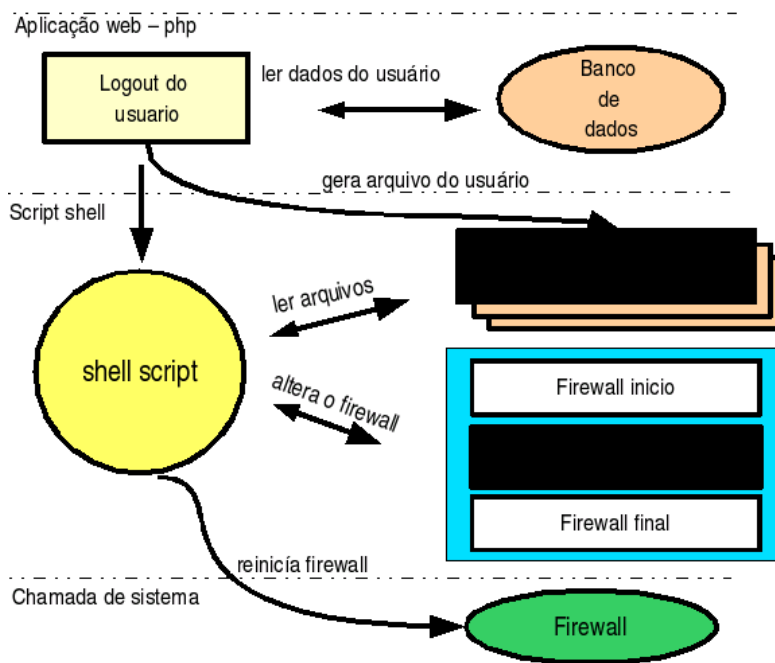 Aplicação web – php
Logout do
usuario
ler dados do usuário
Banco
de
dados
gera arquivo do usuário
Script shell
ler arquivos
shell script
altera o firewall
Firewall inicio
Firewall final
reinicía firewall
Chamada de sistema
Firewall